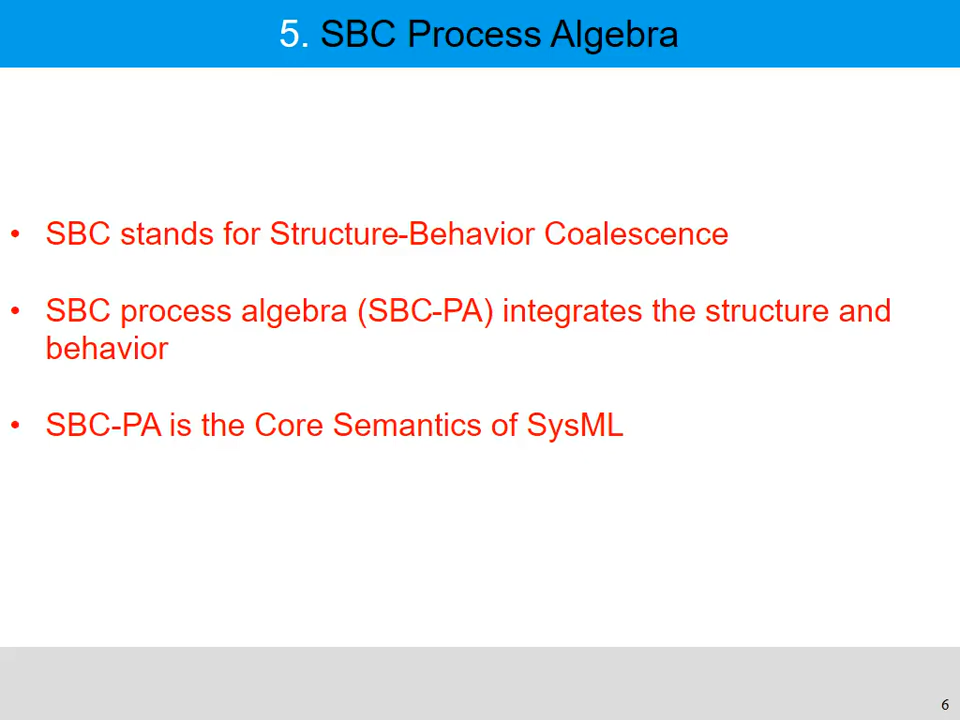 5. SBC Process Algebra
• SBC stands for Structure-Behavior Coalescence
• SBC process algebra (SBC-PA) integrates the structure and
behavior
• SBC-PA is the Core Semantics of SysML
6